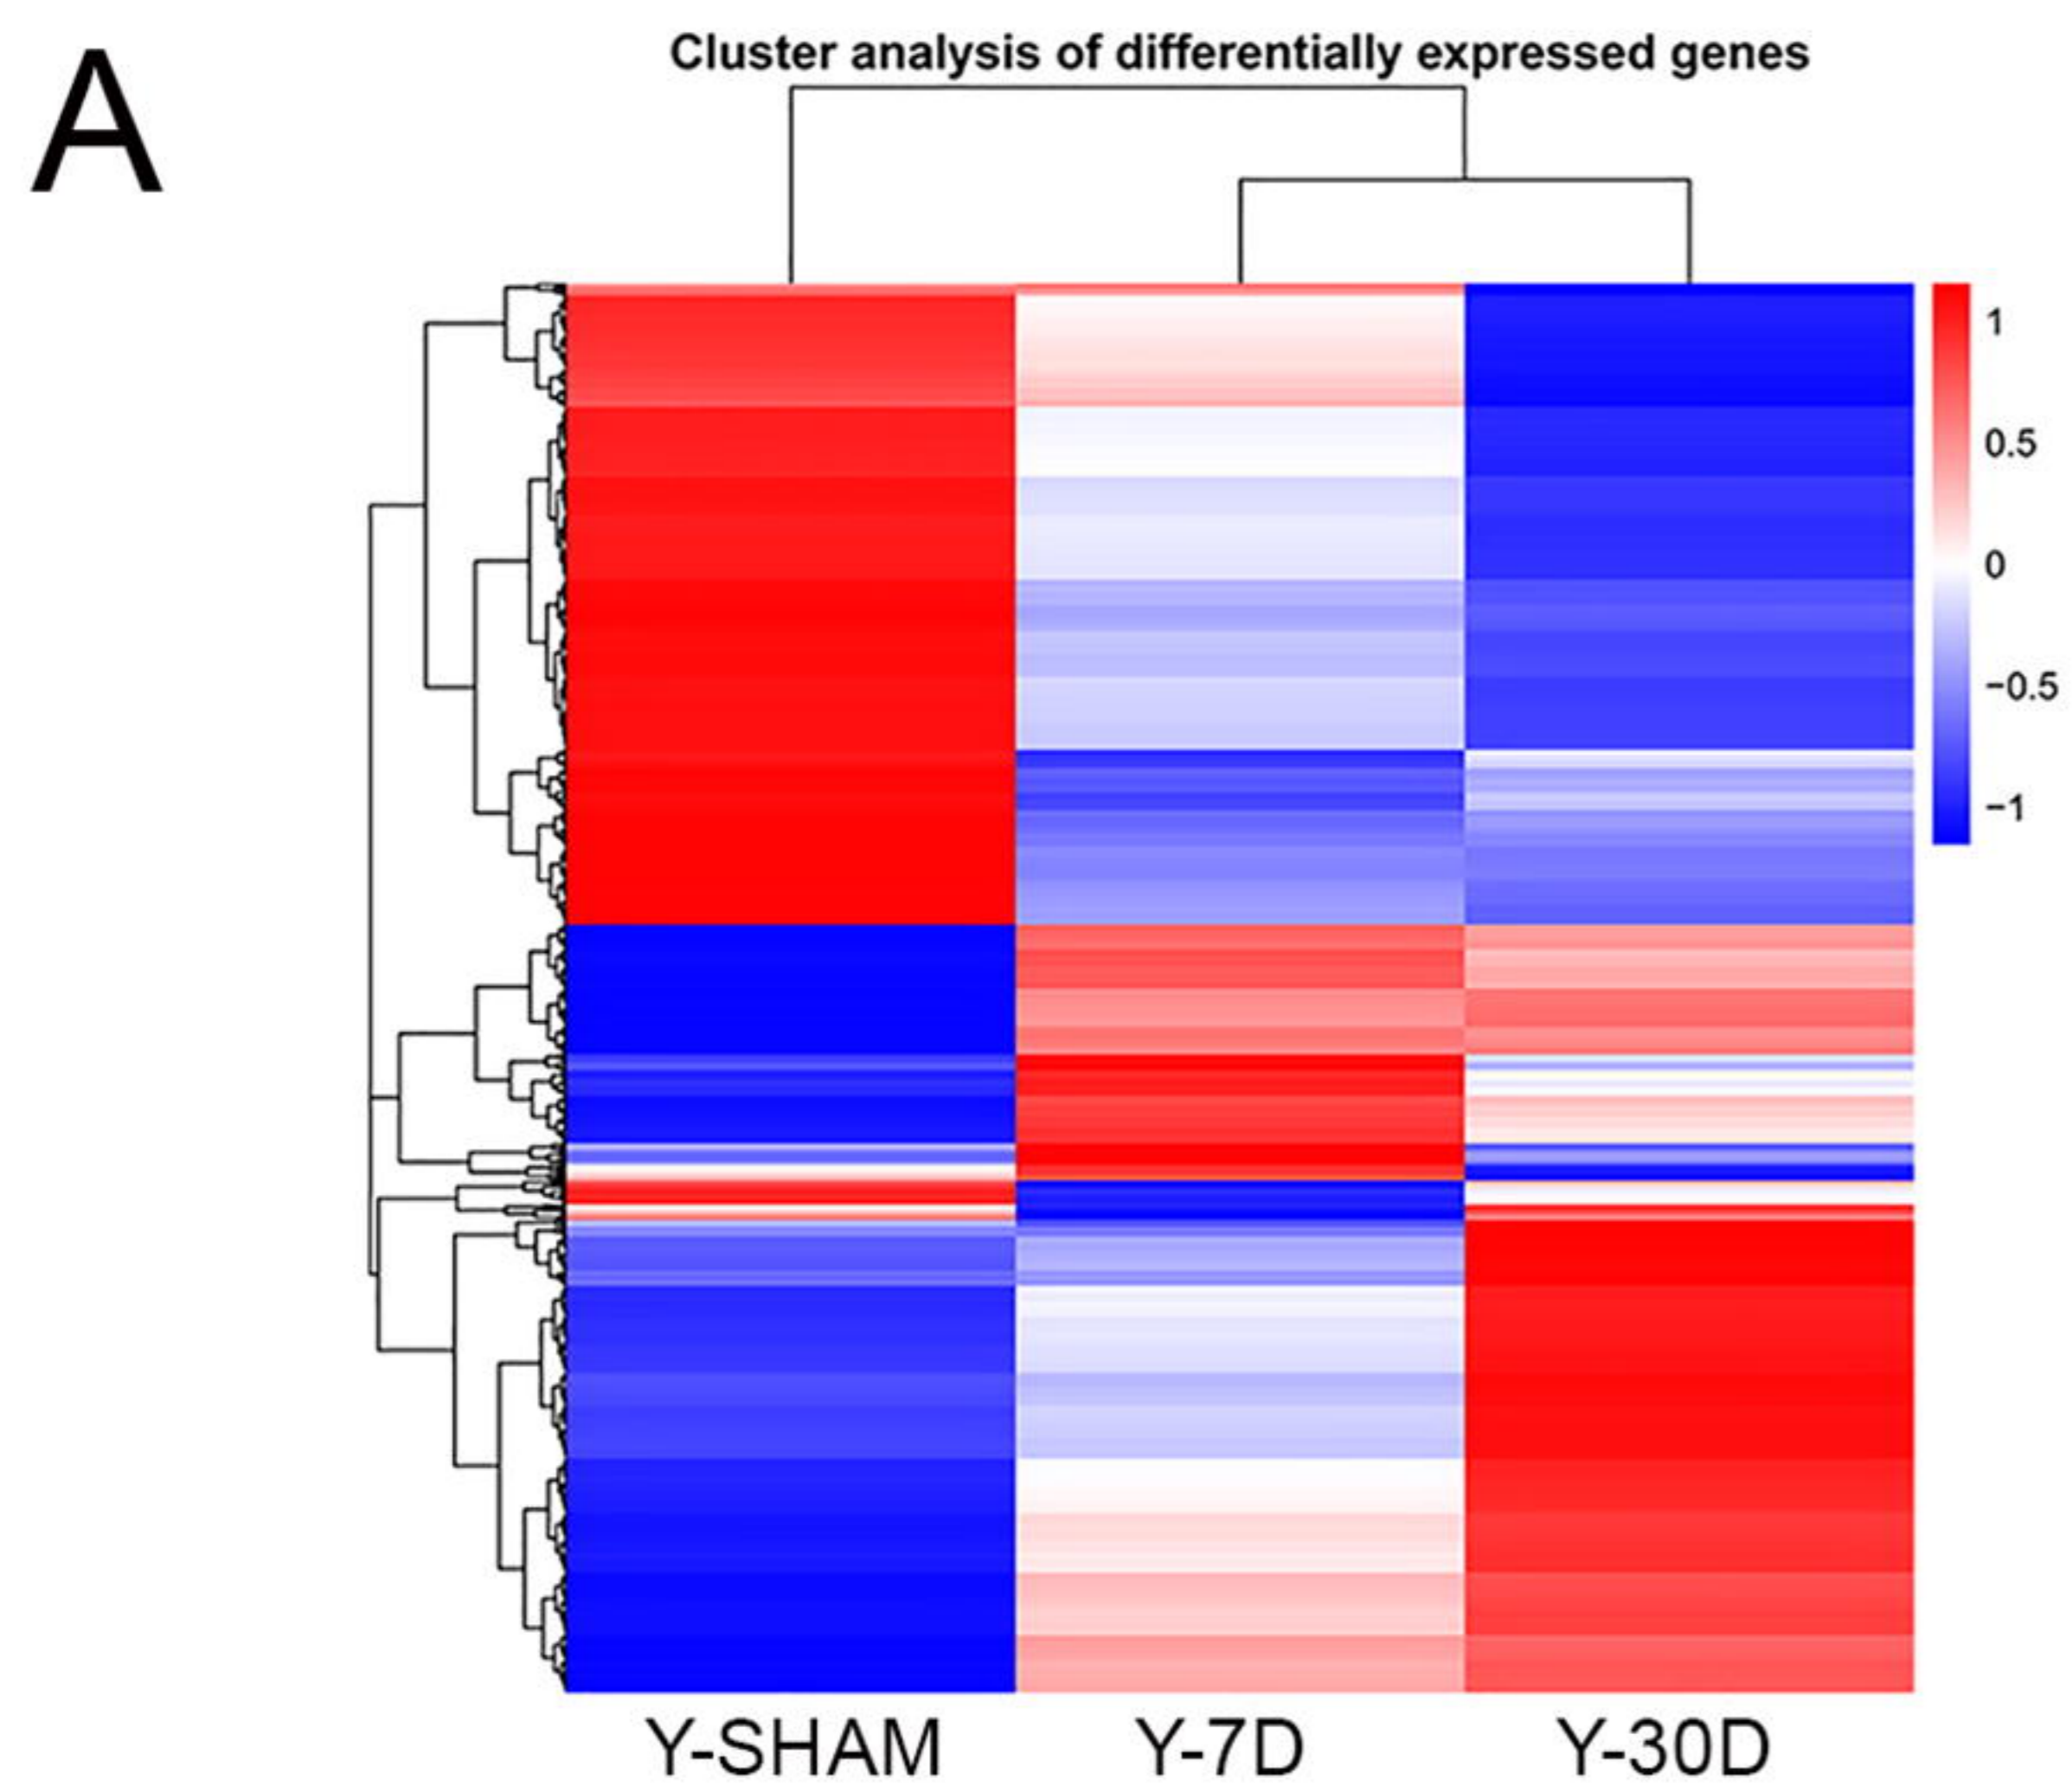 A
Cluster analysis of differentially expressed genes
1
0.5
0
−0.5
−1
Y-SHAM
Y-7D
Y-30D